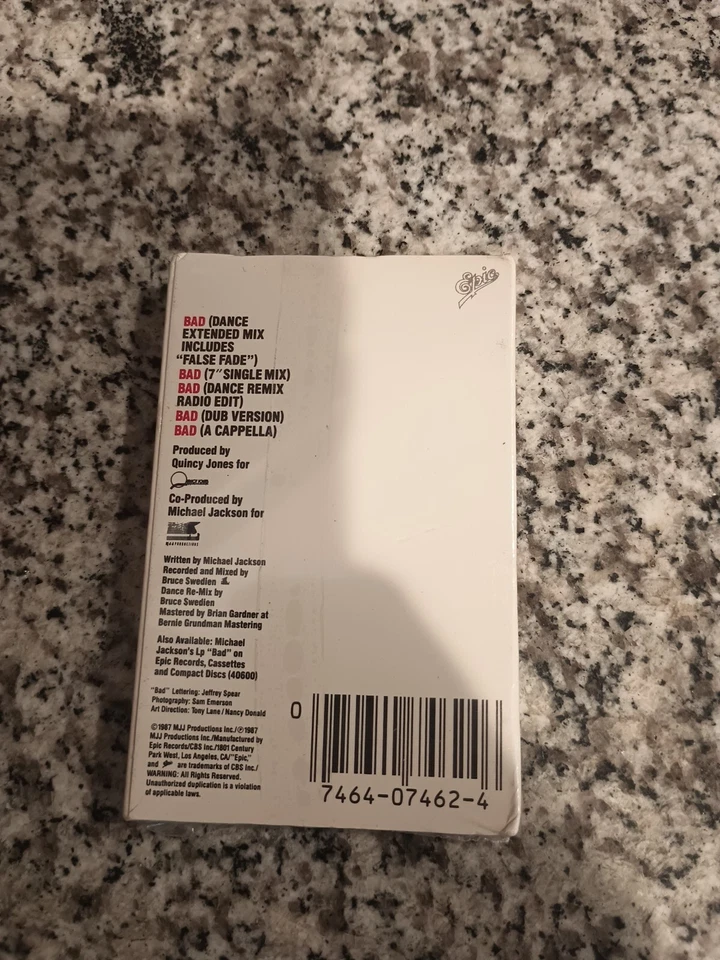 Epic
BAD (DANCE
EXTENDED MIX
INCLUDES
"FALSE FADE")
BAD (7" SINGLE MIX)
BAD (DANCE REMIX
RADIO EDIT)
BAD (DUB VERSION)
BAD (A CAPPELLA)
Produced by
Quincy Jones for
Co-Produced by
Michael Jackson for
MJJ PRODUCTIONS
Written by Michael Jackson
Recorded and Mixed by
Bruce Swedien
Dance Re-Mix by
Bruce Swedien
Mastered by Brian Gardner at
Bernie Grundman Mastering
Also Available: Michael
Jackson's Lp "Bad" on
Epic Records, Cassettes
and Compact Discs (40600)
"Bad" Lettering: Jeffrey Spear
Photography: Sam Emerson
Art Direction: Tony Lane/Nancy Donald
©1987 MJJ Productions Inc./℗1987
MJJ Productions Inc./Manufactured by
Epic Records/CBS Inc./1801 Century
Park West, Los Angeles, CA/"Epic,"
and are trademarks of CBS Inc./
WARNING: All Rights Reserved.
Unauthorized duplication is a violation
of applicable laws.
0 7464-07462-4